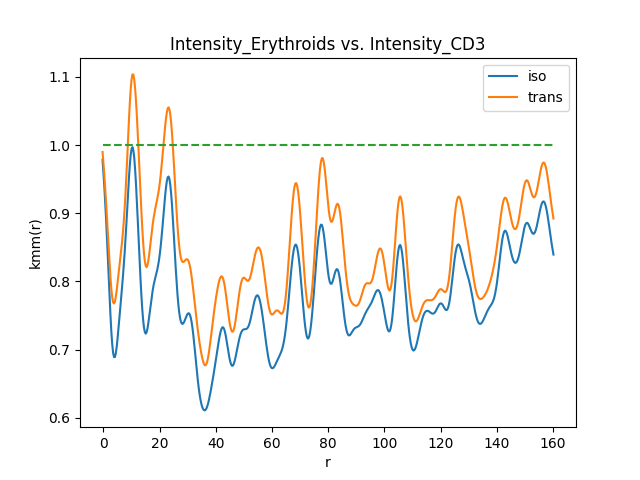 Intensity_Erythroids vs. Intensity_CD3
iso
trans
kmm(r)
1.1
1.0
0.9
0.8
0.7
0.6
0 20 40 60 80 100 120 140 160
r